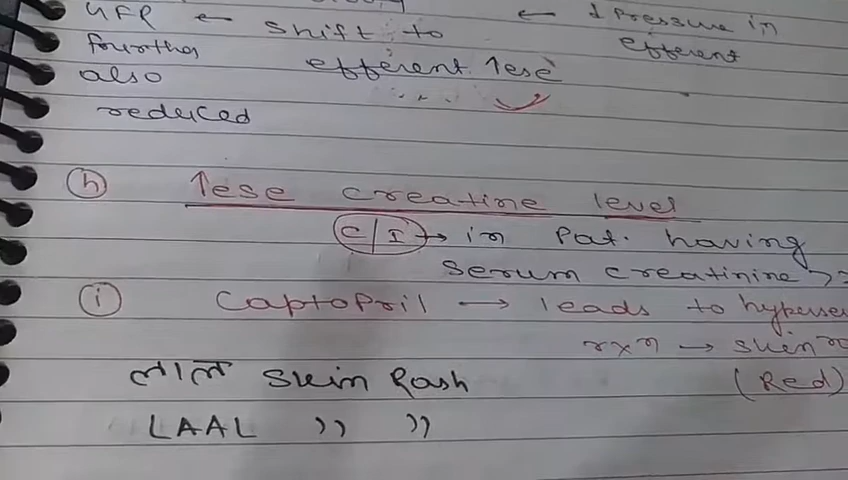 GFR ← shift to ← ↓ Pressure in
further efferent ↑ese efferent
also
reduced
(h) ↑ese creatine level
C/I → in Pat. having
serum creatinine >
(i) Captopril → leads to hyperse
rxn → skin
लाल Skin Rash (Red)
LAAL )) ))